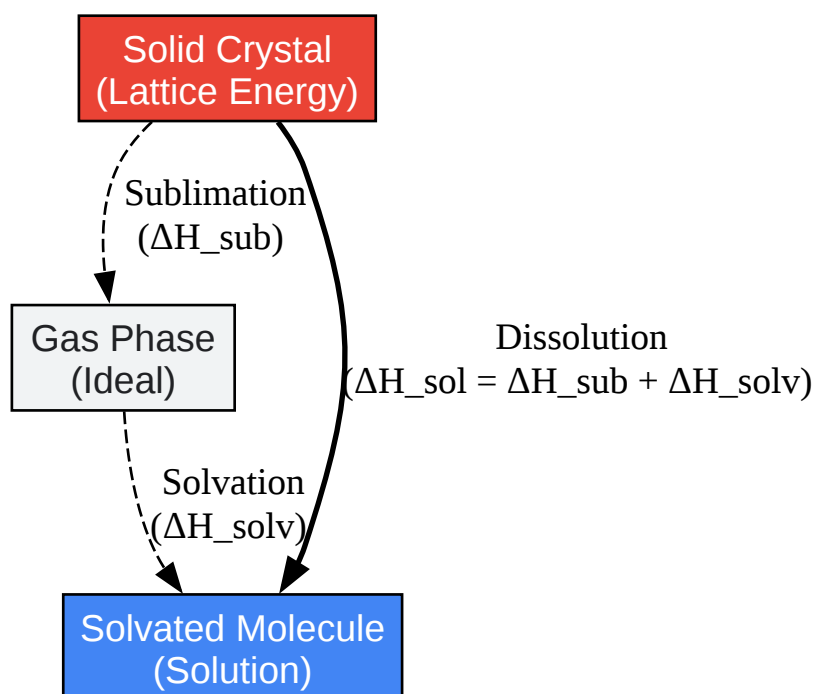 Solid Crystal
(Lattice Energy)
Sublimation
(ΔH_sub)
Gas Phase
(Ideal)
Dissolution
(ΔH_sol = ΔH_sub + ΔH_solv)
Solvation
(ΔH_solv)
Solvated Molecule
(Solution)